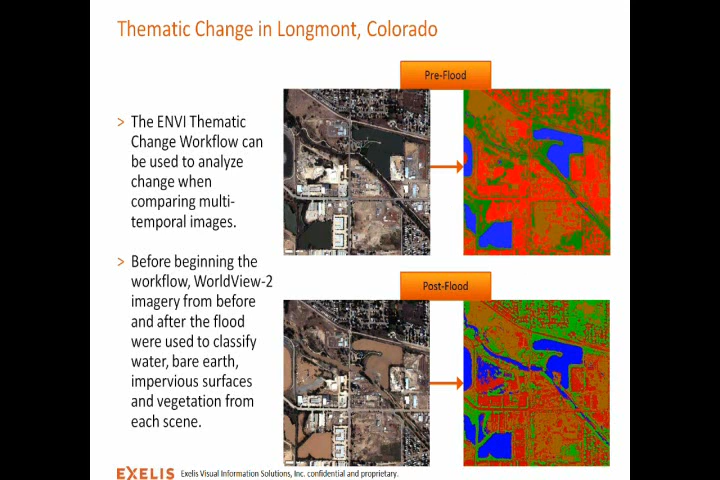 Thematic Change in Longmont, Colorado
Pre-Flood
> The ENVI Thematic
Change Workflow can
be used to analyze
change when
comparing multi-
temporal images.
> Before beginning the
workflow, WorldView-2
imagery from before
and after the flood
were used to classify
water, bare earth,
impervious surfaces
and vegetation from
each scene.
Post-Flood
EXELIS Exelis Visual Information Solutions, Inc. confidential and proprietary.